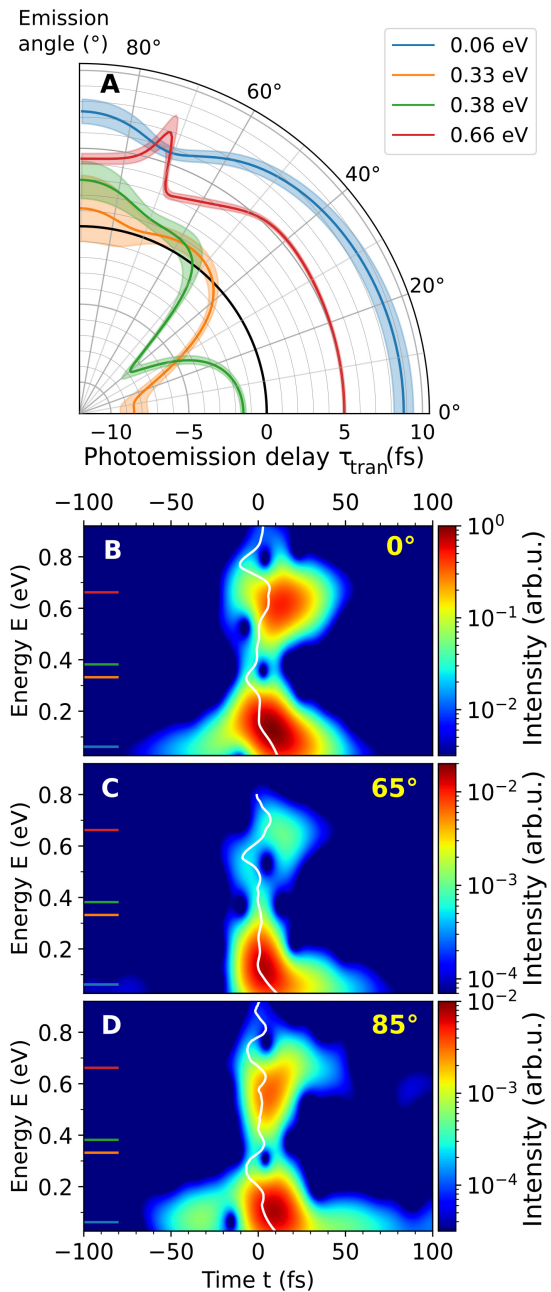 Emission
angle (°)
80°
A
0.06 eV
0.33 eV
0.38 eV
0.66 eV
60°
40°
20°
0°
−10 −5 0 5 10
Photoemission delay τtran(fs)
−100 −50 0 50 100
B
0°
0.8
0.6
0.4
0.2
Energy E (eV)
10⁰
10⁻¹
10⁻²
Intensity (arb.u.)
C
65°
0.8
0.6
0.4
0.2
Energy E (eV)
10⁻²
10⁻³
10⁻⁴
Intensity (arb.u.)
D
85°
0.8
0.6
0.4
0.2
Energy E (eV)
10⁻²
10⁻³
10⁻⁴
Intensity (arb.u.)
−100 −50 0 50 100
Time t (fs)